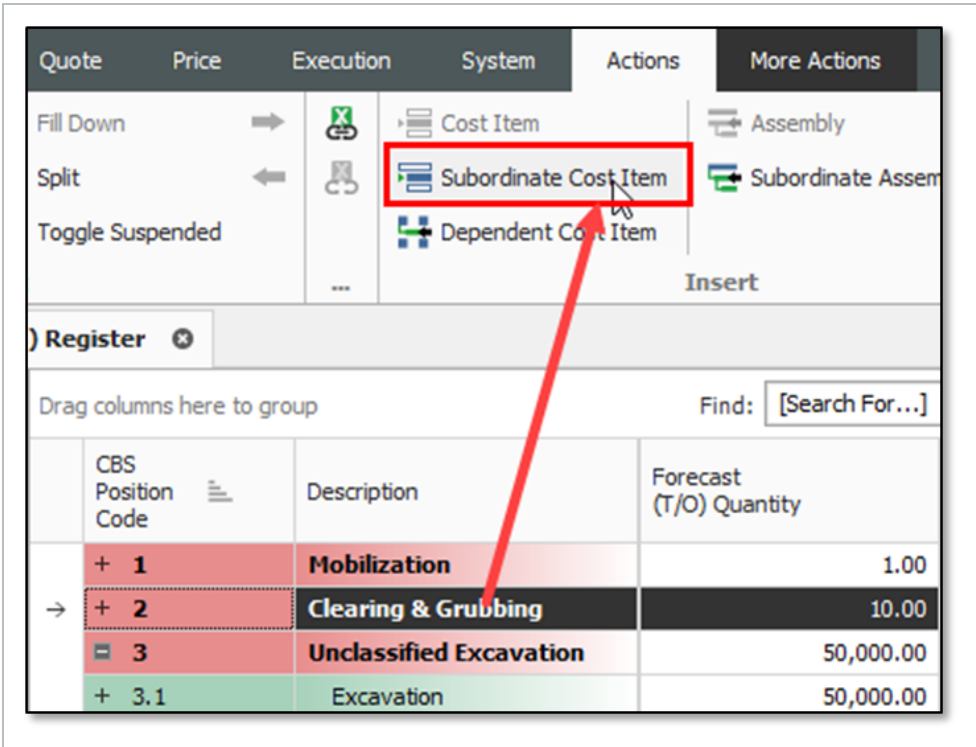 Quote Price Execution System Actions More Actions
Fill Down Cost Item Assembly
Split Subordinate Cost Item Subordinate Assem
Toggle Suspended Dependent Cost Item
... Insert
) Register
Drag columns here to group Find: [Search For...]
CBS
Position
Code
Description
Forecast
(T/O) Quantity
+ 1 Mobilization 1.00
+ 2 Clearing & Grubbing 10.00
3 Unclassified Excavation 50,000.00
+ 3.1 Excavation 50,000.00